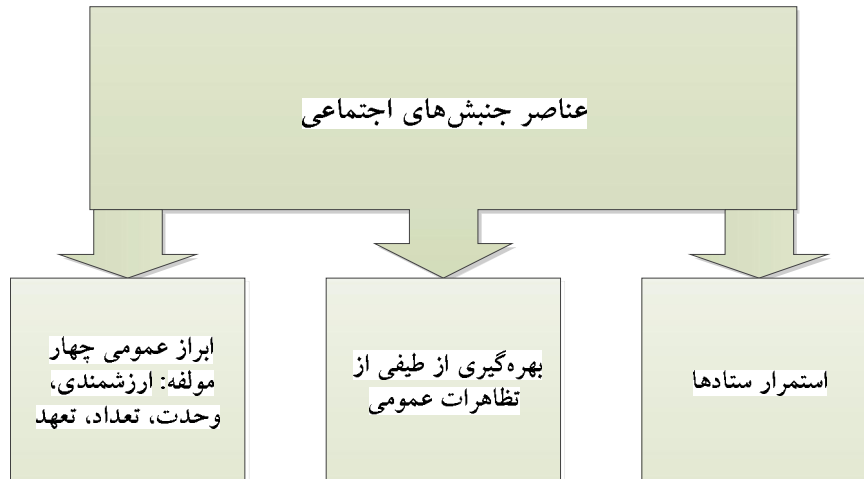 عناصر جنبش‌های اجتماعی
استمرار ستادها
بهره‌گیری از طیفی از
تظاهرات عمومی
ابراز عمومی چهار
مولفه: ارزشمندی،
وحدت، تعداد، تعهد